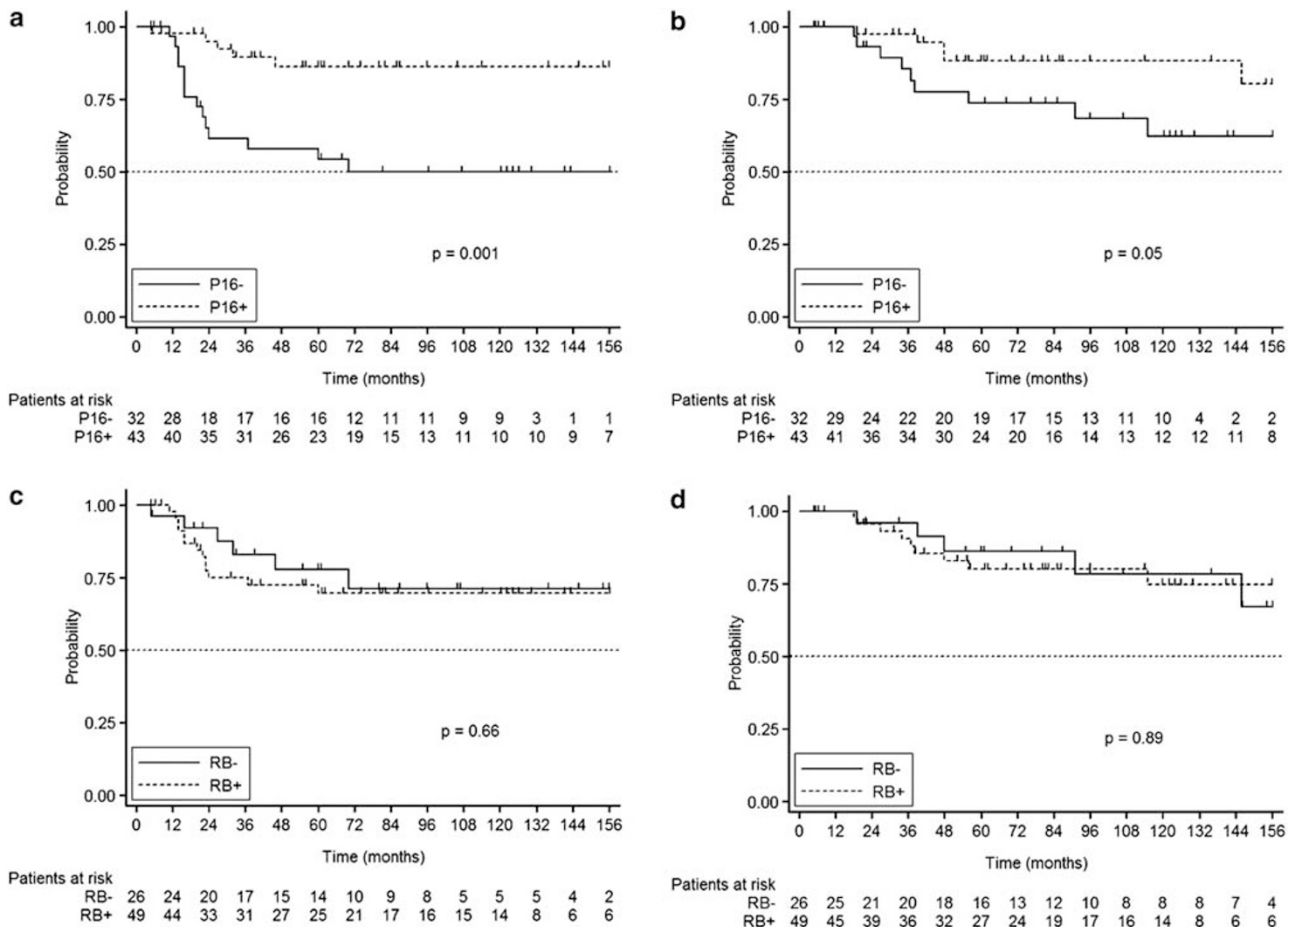 a
1.00
0.75
0.50
0.25
0.00
Probability
p = 0.001
P16-
P16+
0 12 24 36 48 60 72 84 96 108 120 132 144 156
Time (months)
Patients at risk
P16- 32 28 18 17 16 16 12 11 11 9 9 3 1 1
P16+ 43 40 35 31 26 23 19 15 13 11 10 10 9 7
b
1.00
0.75
0.50
0.25
0.00
Probability
p = 0.05
P16-
P16+
0 12 24 36 48 60 72 84 96 108 120 132 144 156
Time (months)
Patients at risk
P16- 32 29 24 22 20 19 17 15 13 11 10 4 2 2
P16+ 43 41 36 34 30 24 20 16 14 13 12 12 11 8
c
1.00
0.75
0.50
0.25
0.00
Probability
p = 0.66
RB-
RB+
0 12 24 36 48 60 72 84 96 108 120 132 144 156
Time (months)
Patients at risk
RB- 26 24 20 17 15 14 10 9 8 5 5 5 4 2
RB+ 49 44 33 31 27 25 21 17 16 15 14 8 6 6
d
1.00
0.75
0.50
0.25
0.00
Probability
p = 0.89
RB-
RB+
0 12 24 36 48 60 72 84 96 108 120 132 144 156
Time (months)
Patients at risk
RB- 26 25 21 20 18 16 13 12 10 8 8 8 7 4
RB+ 49 45 39 36 32 27 24 19 17 16 14 8 6 6